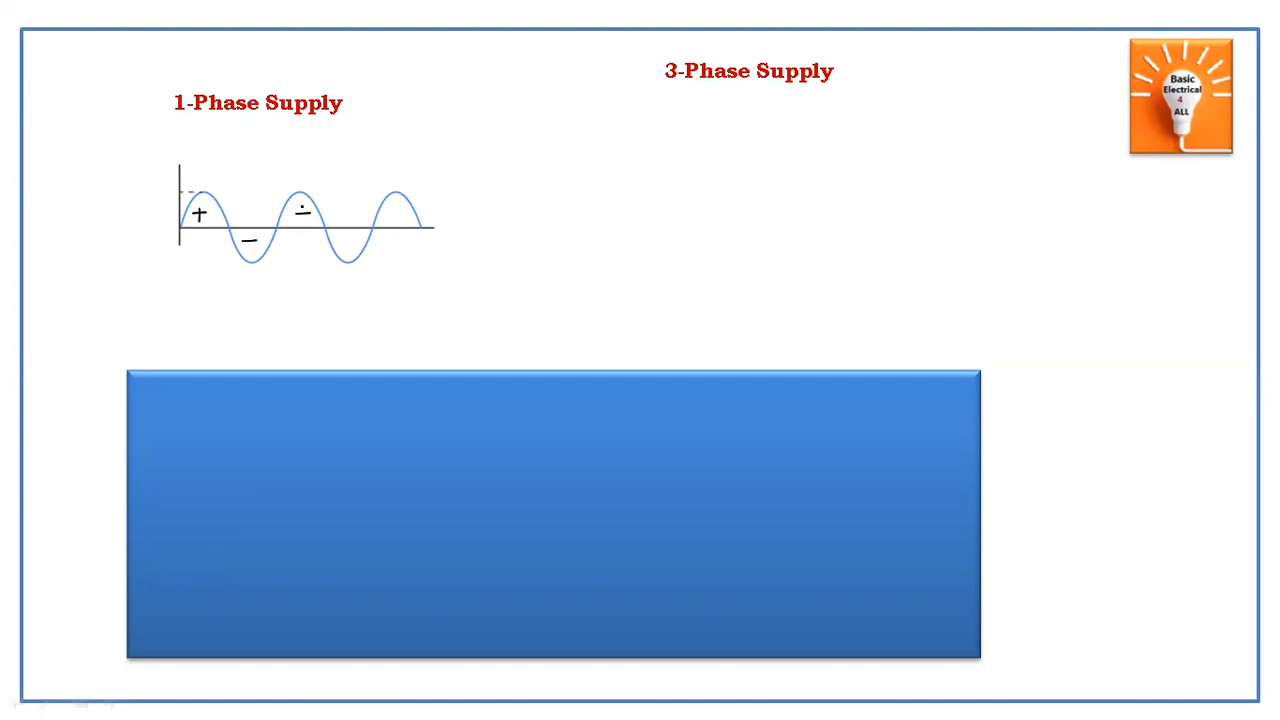 3-Phase Supply
1-Phase Supply
Basic
Electrical
4
ALL
+
−